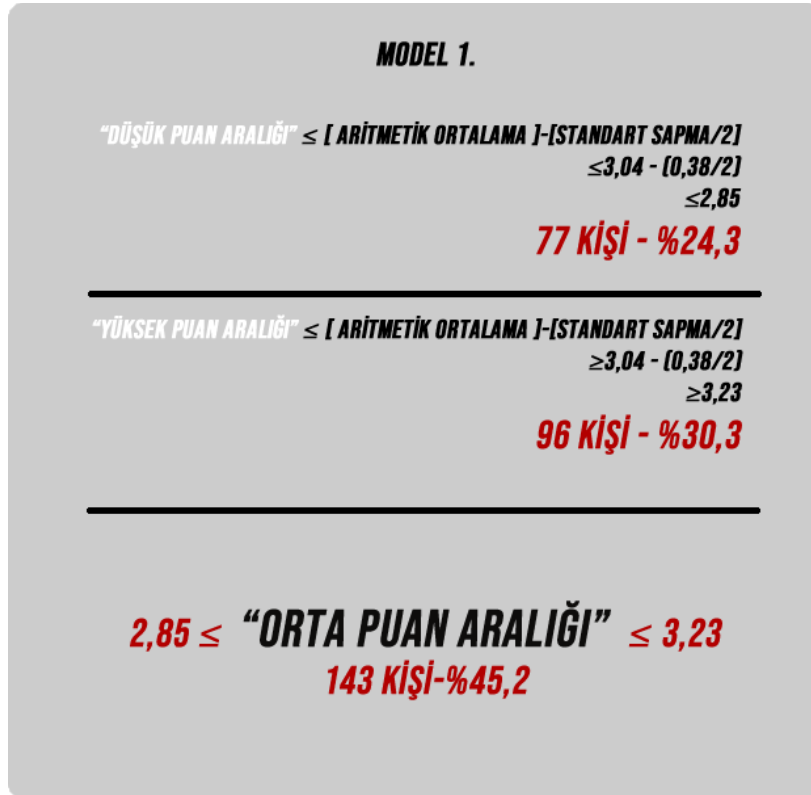 MODEL 1.
“DÜŞÜK PUAN ARALIĞI” ≤ [ ARİTMETİK ORTALAMA ]-[STANDART SAPMA/2]
≤3,04 - (0,38/2)
≤2,85
77 KİŞİ - %24,3
“YÜKSEK PUAN ARALIĞI” ≤ [ ARİTMETİK ORTALAMA ]-[STANDART SAPMA/2]
≥3,04 - (0,38/2)
≥3,23
96 KİŞİ - %30,3
2,85 ≤ “ORTA PUAN ARALIĞI” ≤ 3,23
143 KİŞİ-%45,2